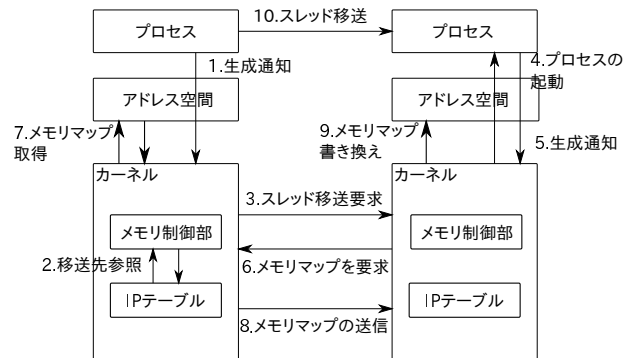 10.スレッド移送
プロセス
プロセス
1.生成通知
4.プロセスの
起動
アドレス空間
アドレス空間
7.メモリマップ
取得
9.メモリマップ
書き換え
5.生成通知
カーネル
カーネル
3.スレッド移送要求
メモリ制御部
メモリ制御部
2.移送先参照
6.メモリマップを要求
IPテーブル
IPテーブル
8.メモリマップの送信